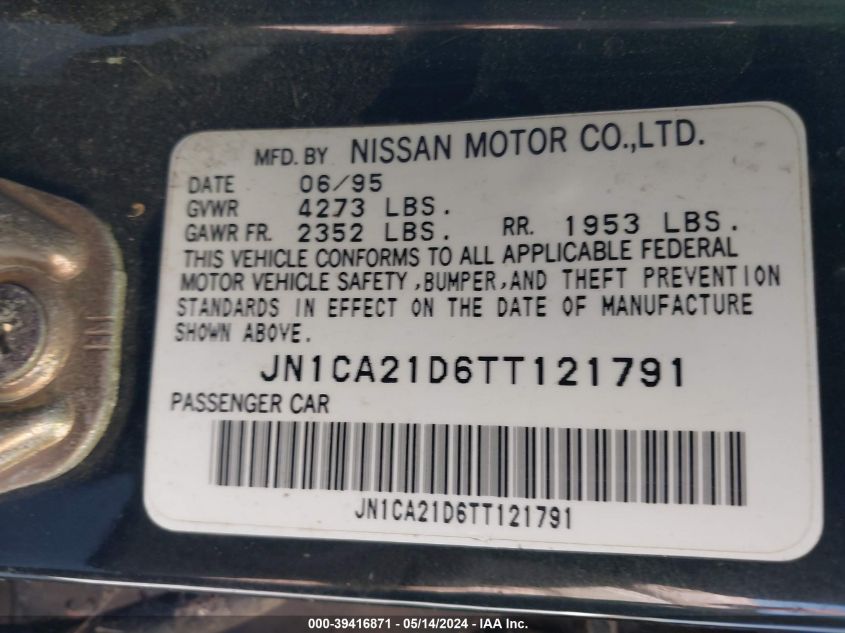 MFD. BY NISSAN MOTOR CO.,LTD.
DATE 06/95
GVWR 4273 LBS.
GAWR FR. 2352 LBS. RR. 1953 LBS.
THIS VEHICLE CONFORMS TO ALL APPLICABLE FEDERAL
MOTOR VEHICLE SAFETY ,BUMPER,AND THEFT PREVENTION
STANDARDS IN EFFECT ON THE DATE OF MANUFACTURE
SHOWN ABOVE.
JN1CA21D6TT121791
PASSENGER CAR
JN1CA21D6TT121791
000-39416871 - 05/14/2024 - © IAA Holdings, LLC.